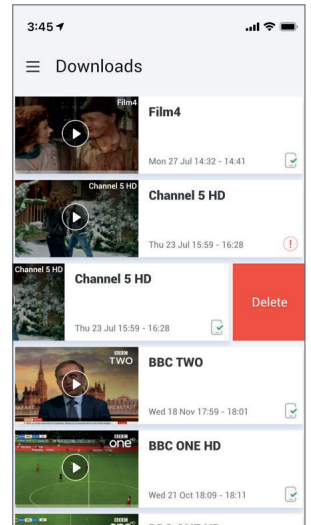 3:45
Downloads
Film4
Film4
Mon 27 Jul 14:32 - 14:41
Channel 5 HD
Channel 5 HD
Thu 23 Jul 15:59 - 16:28
Channel 5 HD
Channel 5 HD
Delete
Thu 23 Jul 15:59 - 16:28
BBC
TWO
BBC TWO
BREAKFAST
Wed 18 Nov 17:59 - 18:01
BBC
one HD
BBC ONE HD
Wed 21 Oct 18:09 - 18:11